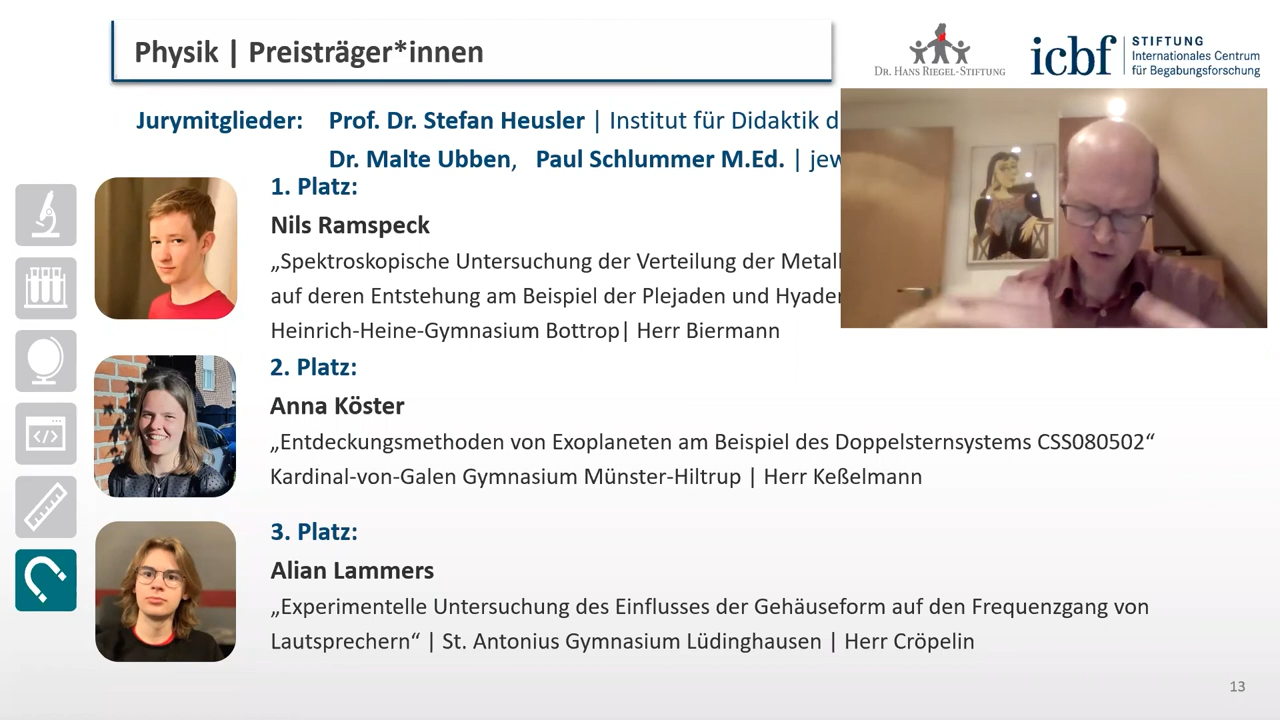 Physik | Preisträger*innen
DR. HANS RIEGEL-STIFTUNG
icbf
STIFTUNG
Internationales Centrum
für Begabungsforschung
Jurymitglieder: Prof. Dr. Stefan Heusler | Institut für Didaktik d
Dr. Malte Ubben, Paul Schlummer M.Ed. | jew
1. Platz:
Nils Ramspeck
„Spektroskopische Untersuchung der Verteilung der Metall
auf deren Entstehung am Beispiel der Plejaden und Hyaden
Heinrich-Heine-Gymnasium Bottrop| Herr Biermann
2. Platz:
Anna Köster
„Entdeckungsmethoden von Exoplaneten am Beispiel des Doppelsternsystems CSS080502“
Kardinal-von-Galen Gymnasium Münster-Hiltrup | Herr Keßelmann
3. Platz:
Alian Lammers
„Experimentelle Untersuchung des Einflusses der Gehäuseform auf den Frequenzgang von
Lautsprechern“ | St. Antonius Gymnasium Lüdinghausen | Herr Cröpelin
13